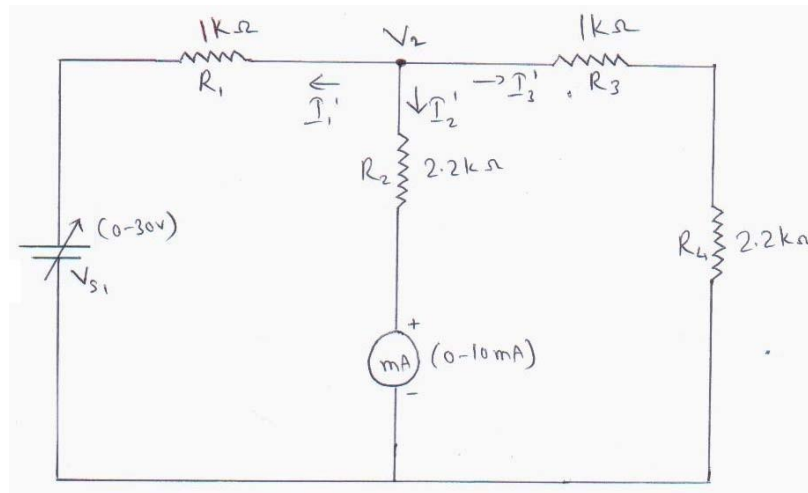 1kΩ
V₂
1kΩ
R₁
← I₁'
↓ I₂'
→ I₃'
R₃
R₂ 2.2kΩ
(0-30V)
V_S₁
R₄ 2.2kΩ
+
mA (0-10mA)
-